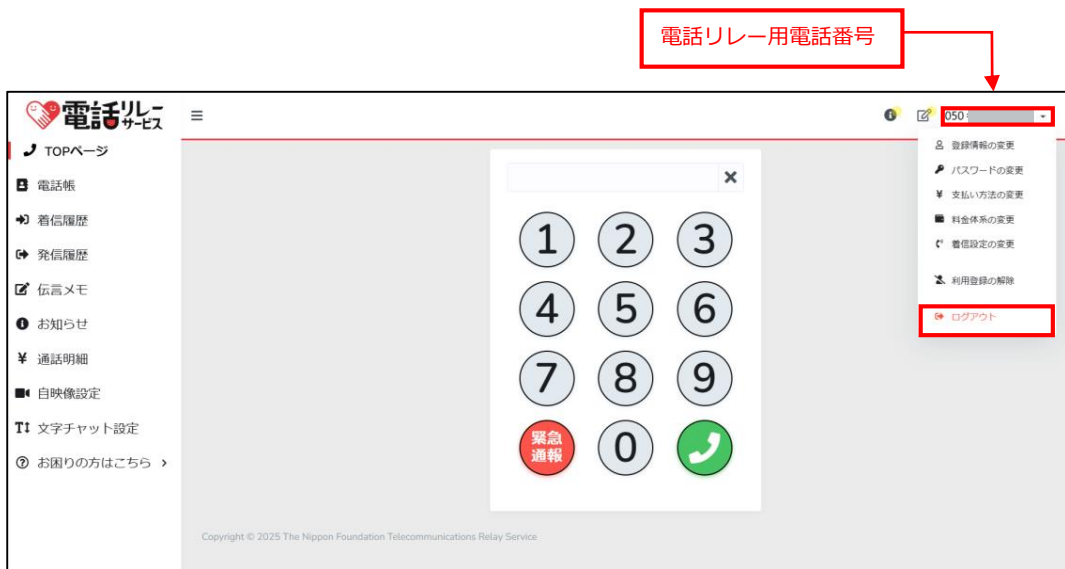 電話リレー用電話番号
電話リレーサービス
050
TOPページ
電話帳
着信履歴
発信履歴
伝言メモ
お知らせ
¥ 通話明細
自映像設定
文字チャット設定
お困りの方はこちら
1 2 3
4 5 6
7 8 9
緊急通報 0
登録情報の変更
パスワードの変更
¥ 支払い方法の変更
料金体系の変更
着信設定の変更
利用登録の解除
ログアウト
Copyright © 2025 The Nippon Foundation Telecommunications Relay Service